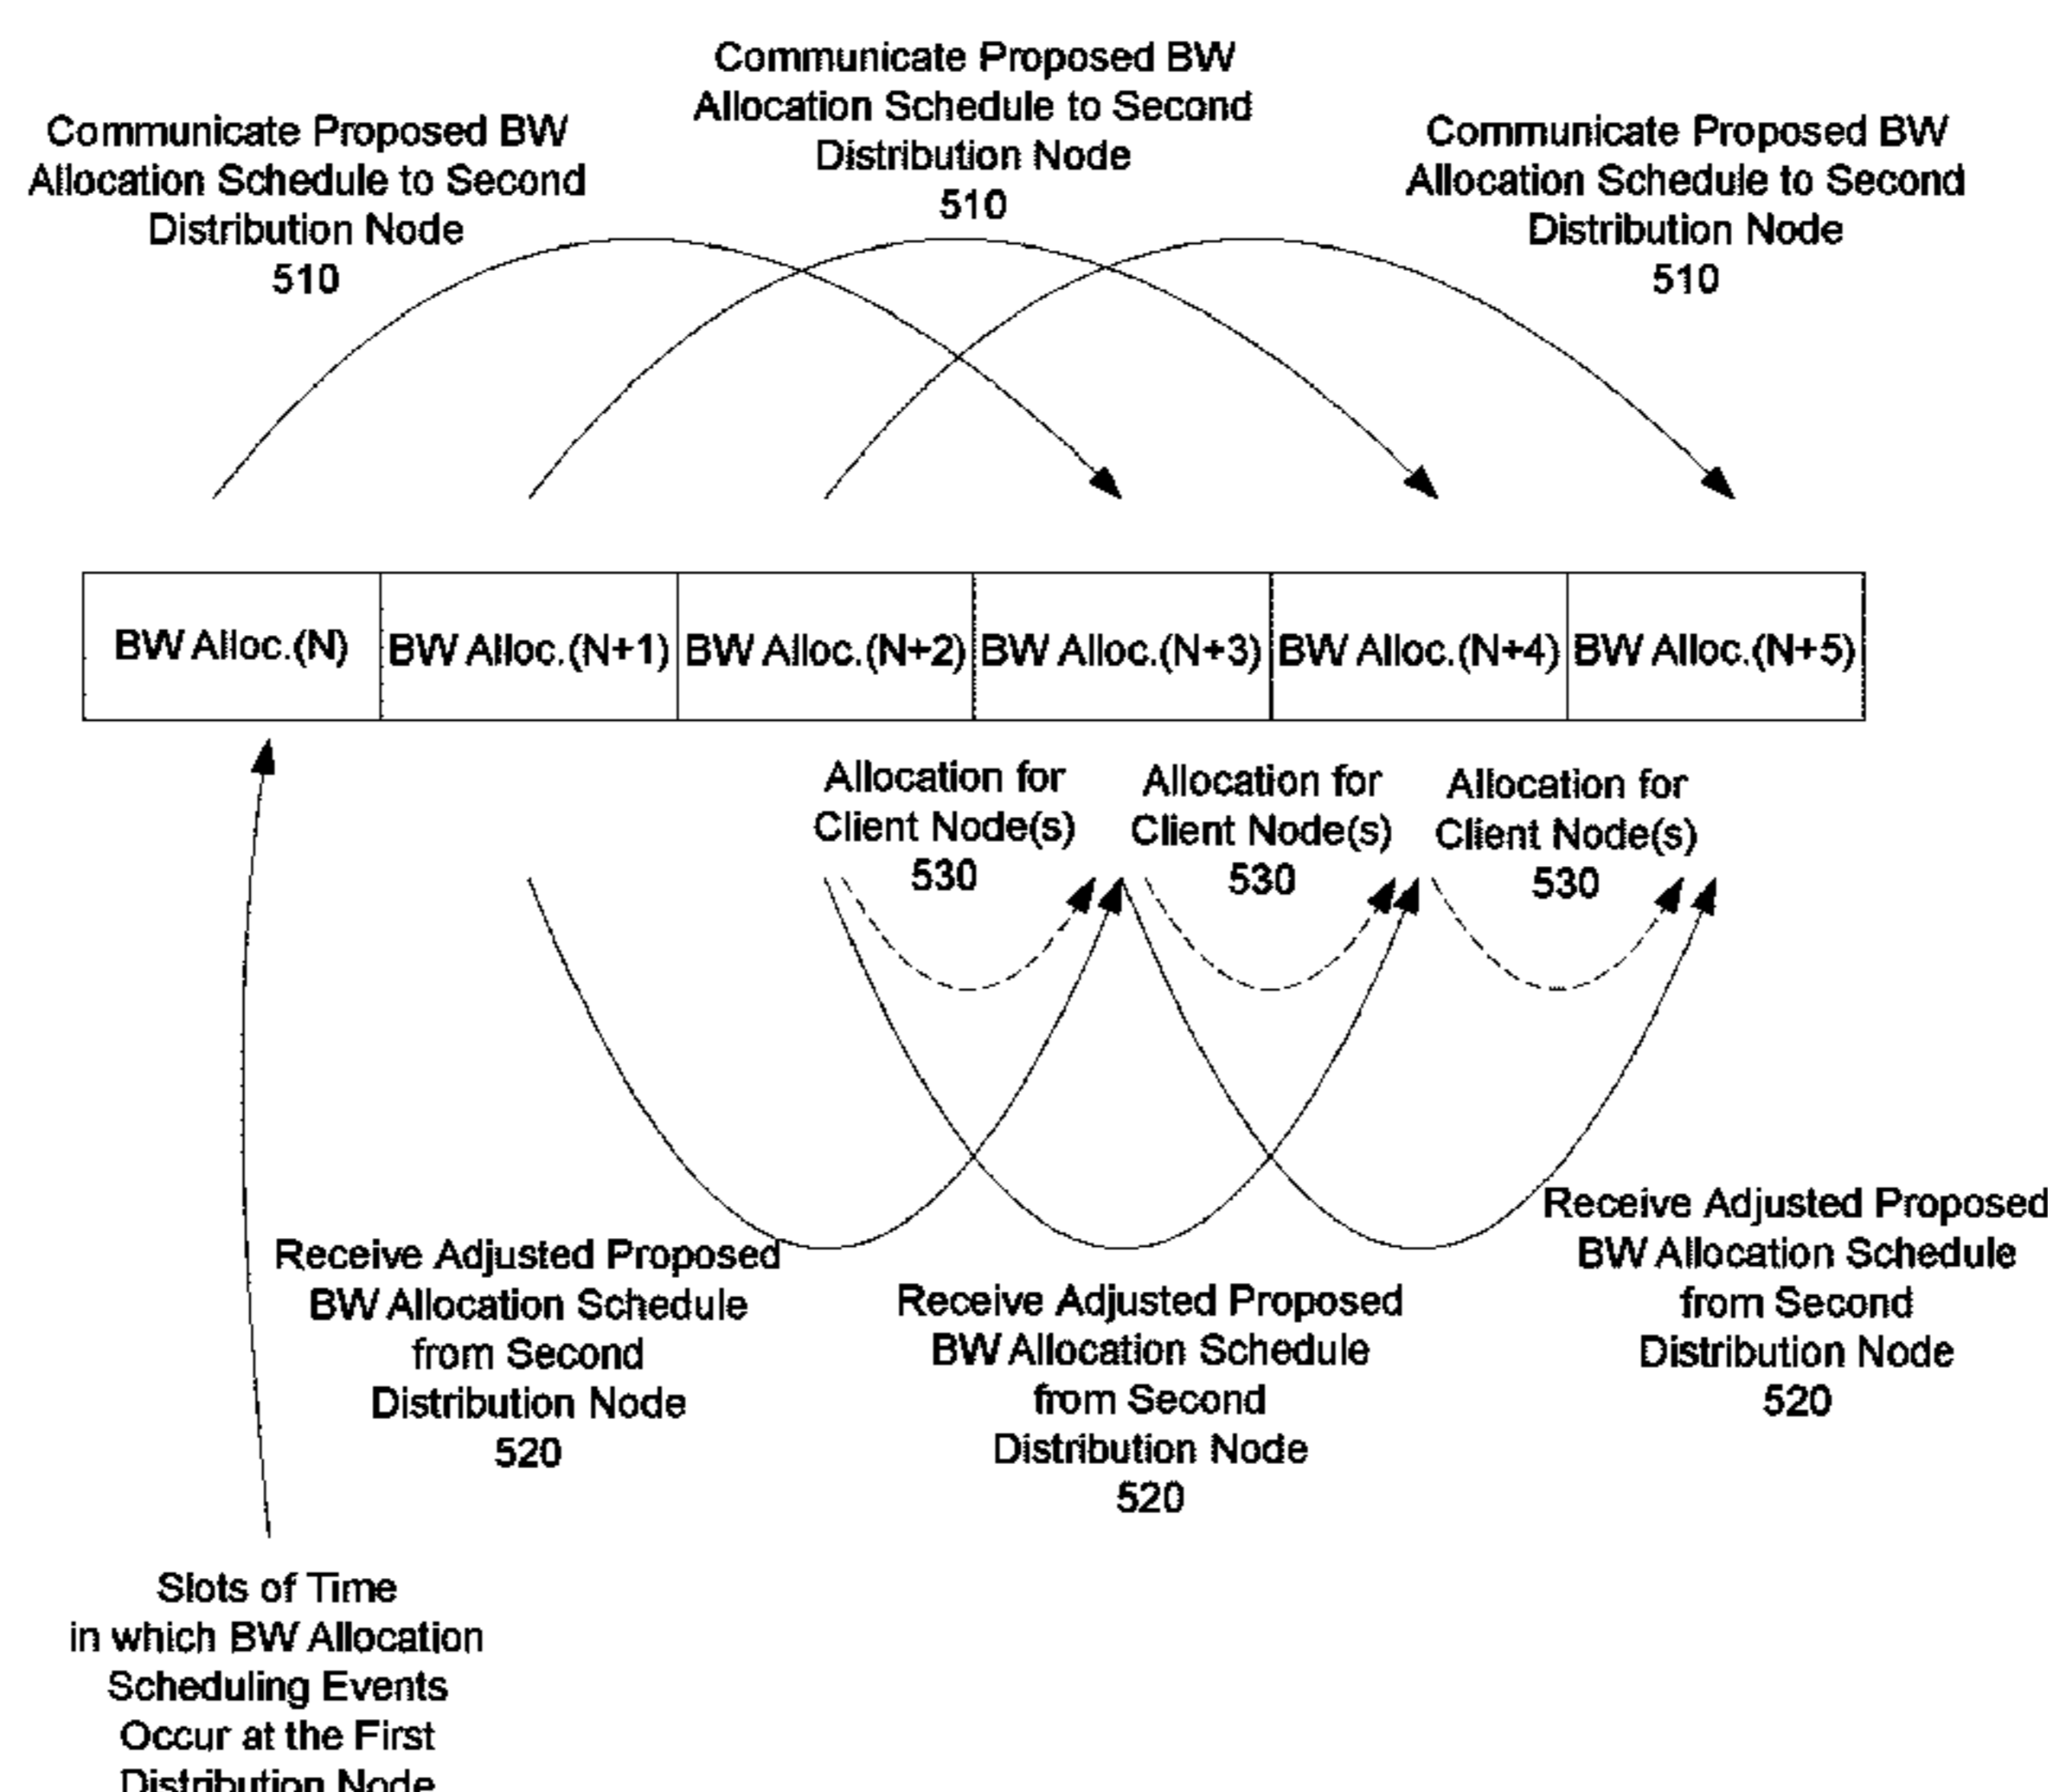 Communicate Proposed BW
Allocation Schedule to Second
Distribution Node
510
Communicate Proposed BW
Allocation Schedule to Second
Distribution Node
510
Communicate Proposed BW
Allocation Schedule to Second
Distribution Node
510
BW Alloc.(N)
BW Alloc.(N+1)
BW Alloc.(N+2)
BW Alloc.(N+3)
BW Alloc.(N+4)
BW Alloc.(N+5)
Allocation for
Client Node(s)
530
Allocation for
Client Node(s)
530
Allocation for
Client Node(s)
530
Receive Adjusted Proposed
BW Allocation Schedule
from Second
Distribution Node
520
Receive Adjusted Proposed
BW Allocation Schedule
from Second
Distribution Node
520
Receive Adjusted Proposed
BW Allocation Schedule
from Second
Distribution Node
520
Slots of Time
in which BW Allocation
Scheduling Events
Occur at the First
Distribution Node